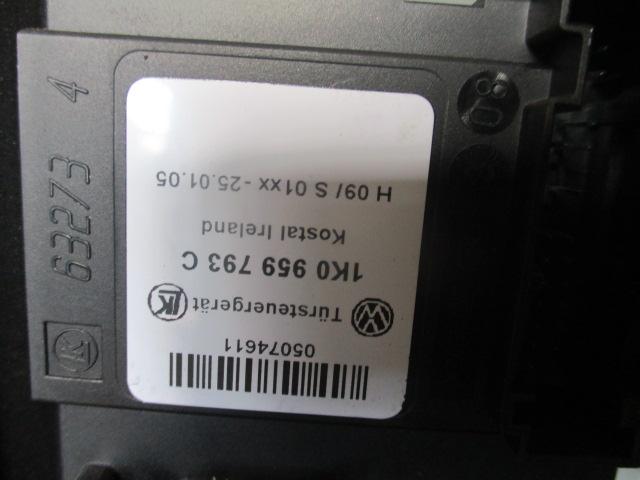 05074611
Türsteuergerät
1K0 959 793 C
Kostal Ireland
H 09/ S 01xx - 25.01.05
63273 4